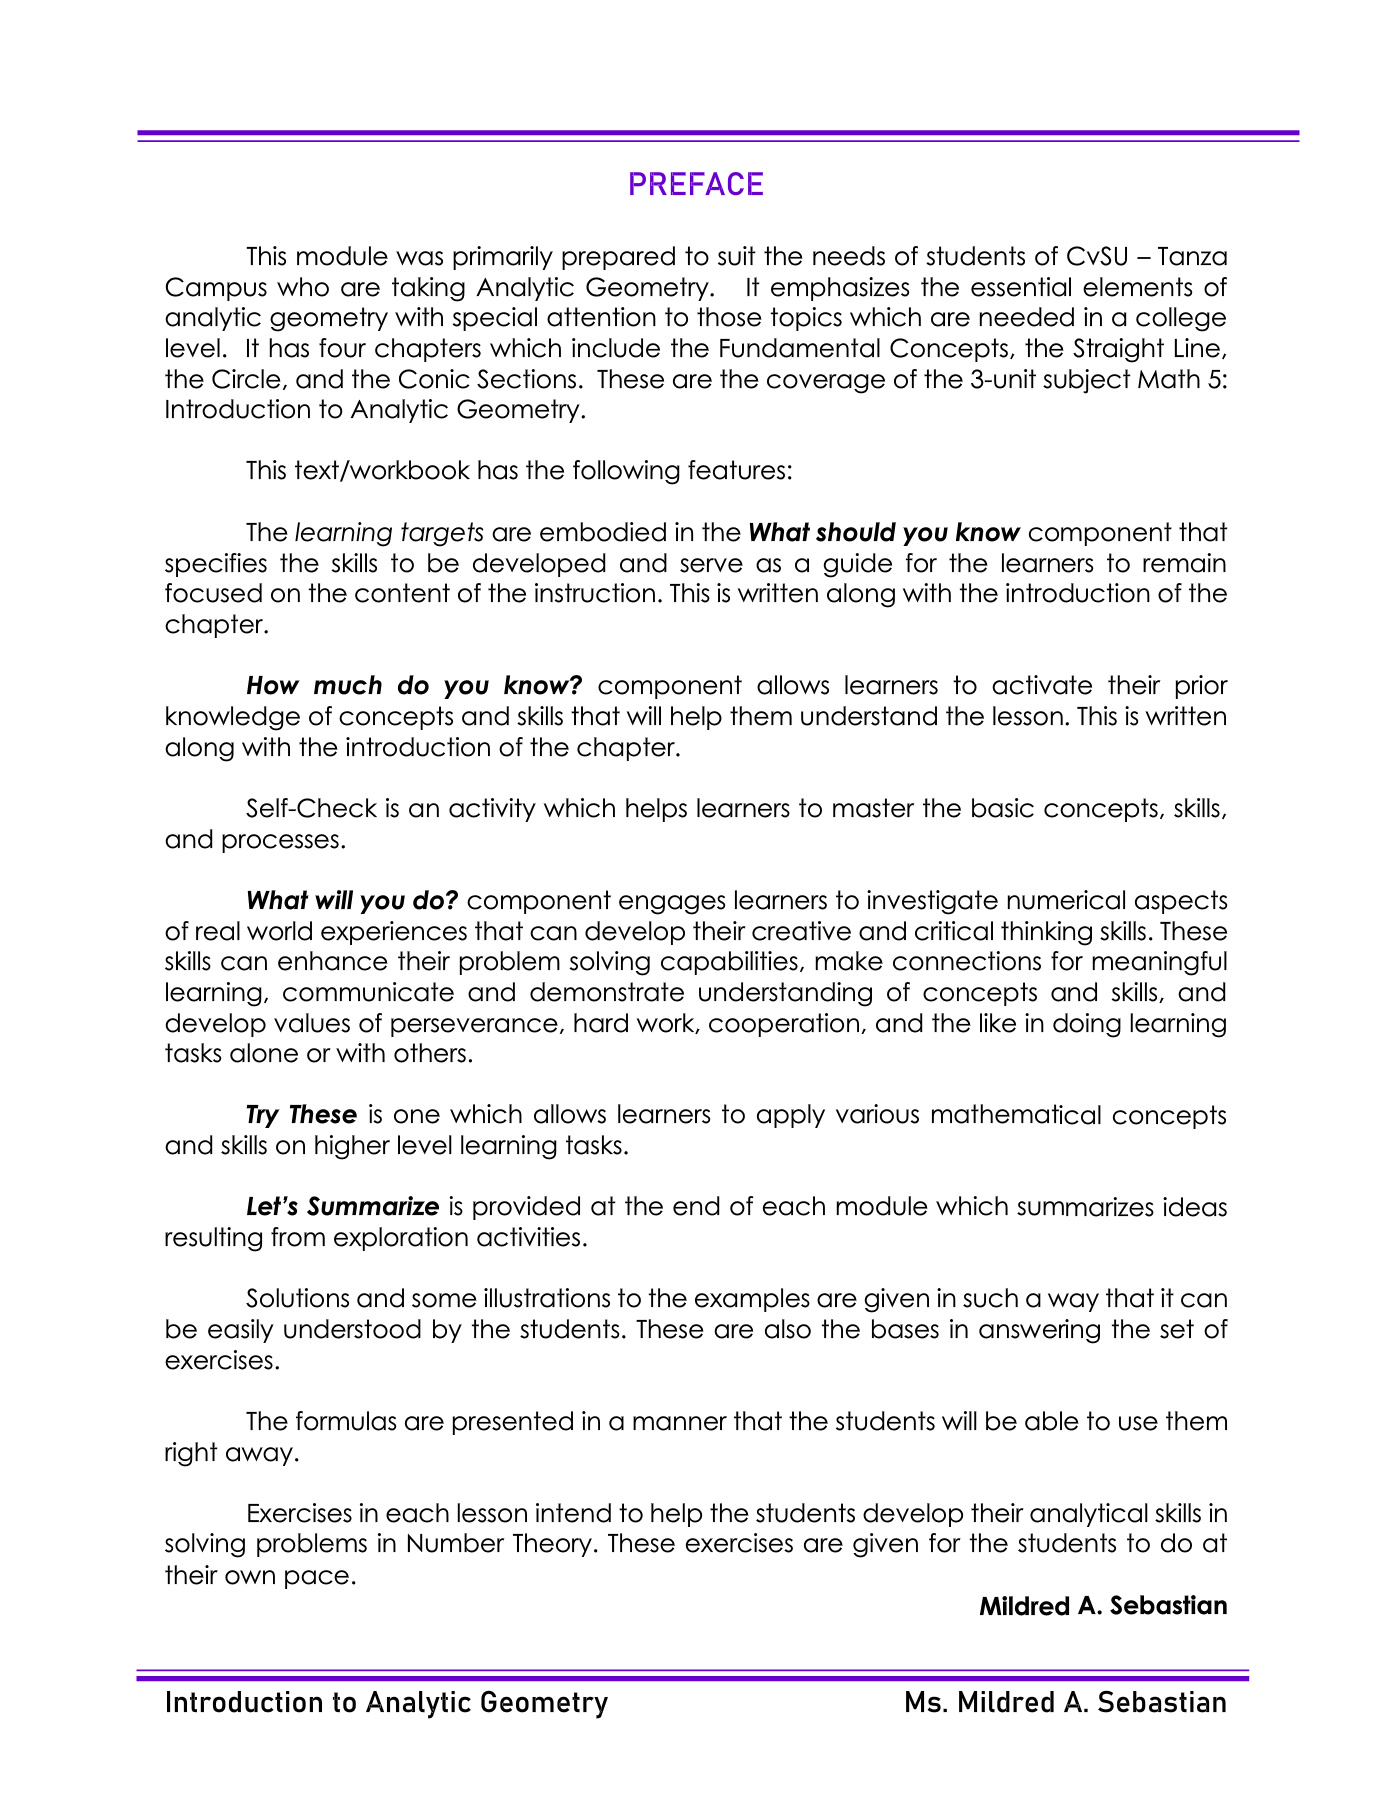 PREFACE
This module was primarily prepared to suit the needs of students of CvSU – Tanza
Campus who are taking Analytic Geometry. It emphasizes the essential elements of
analytic geometry with special attention to those topics which are needed in a college
level. It has four chapters which include the Fundamental Concepts, the Straight Line,
the Circle, and the Conic Sections. These are the coverage of the 3-unit subject Math 5:
Introduction to Analytic Geometry.
This text/workbook has the following features:
The learning targets are embodied in the What should you know component that
specifies the skills to be developed and serve as a guide for the learners to remain
focused on the content of the instruction. This is written along with the introduction of the
chapter.
How much do you know? component allows learners to activate their prior
knowledge of concepts and skills that will help them understand the lesson. This is written
along with the introduction of the chapter.
Self-Check is an activity which helps learners to master the basic concepts, skills,
and processes.
What will you do? component engages learners to investigate numerical aspects
of real world experiences that can develop their creative and critical thinking skills. These
skills can enhance their problem solving capabilities, make connections for meaningful
learning, communicate and demonstrate understanding of concepts and skills, and
develop values of perseverance, hard work, cooperation, and the like in doing learning
tasks alone or with others.
Try These is one which allows learners to apply various mathematical concepts
and skills on higher level learning tasks.
Let’s Summarize is provided at the end of each module which summarizes ideas
resulting from exploration activities.
Solutions and some illustrations to the examples are given in such a way that it can
be easily understood by the students. These are also the bases in answering the set of
exercises.
The formulas are presented in a manner that the students will be able to use them
right away.
Exercises in each lesson intend to help the students develop their analytical skills in
solving problems in Number Theory. These exercises are given for the students to do at
their own pace.
Mildred A. Sebastian
Introduction to Analytic Geometry Ms. Mildred A. Sebastian